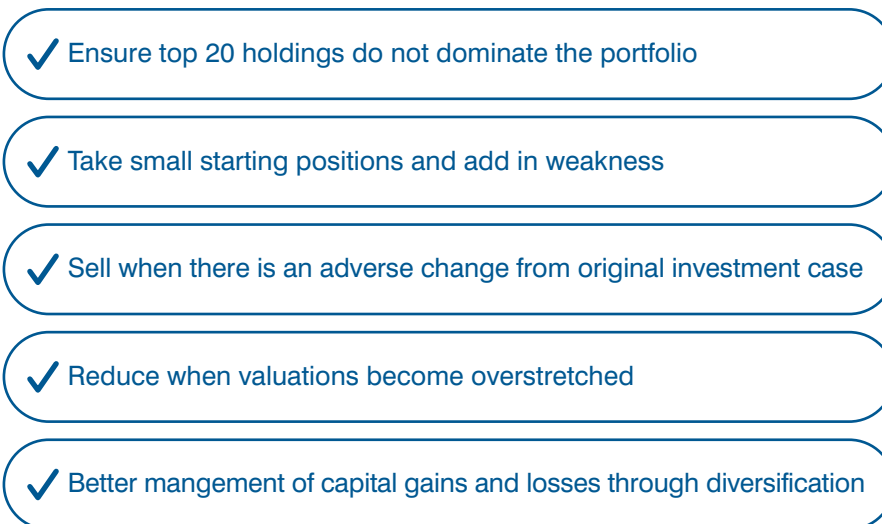 Ensure top 20 holdings do not dominate the portfolio
Take small starting positions and add in weakness
Sell when there is an adverse change from original investment case
Reduce when valuations become overstretched
Better mangement of capital gains and losses through diversification